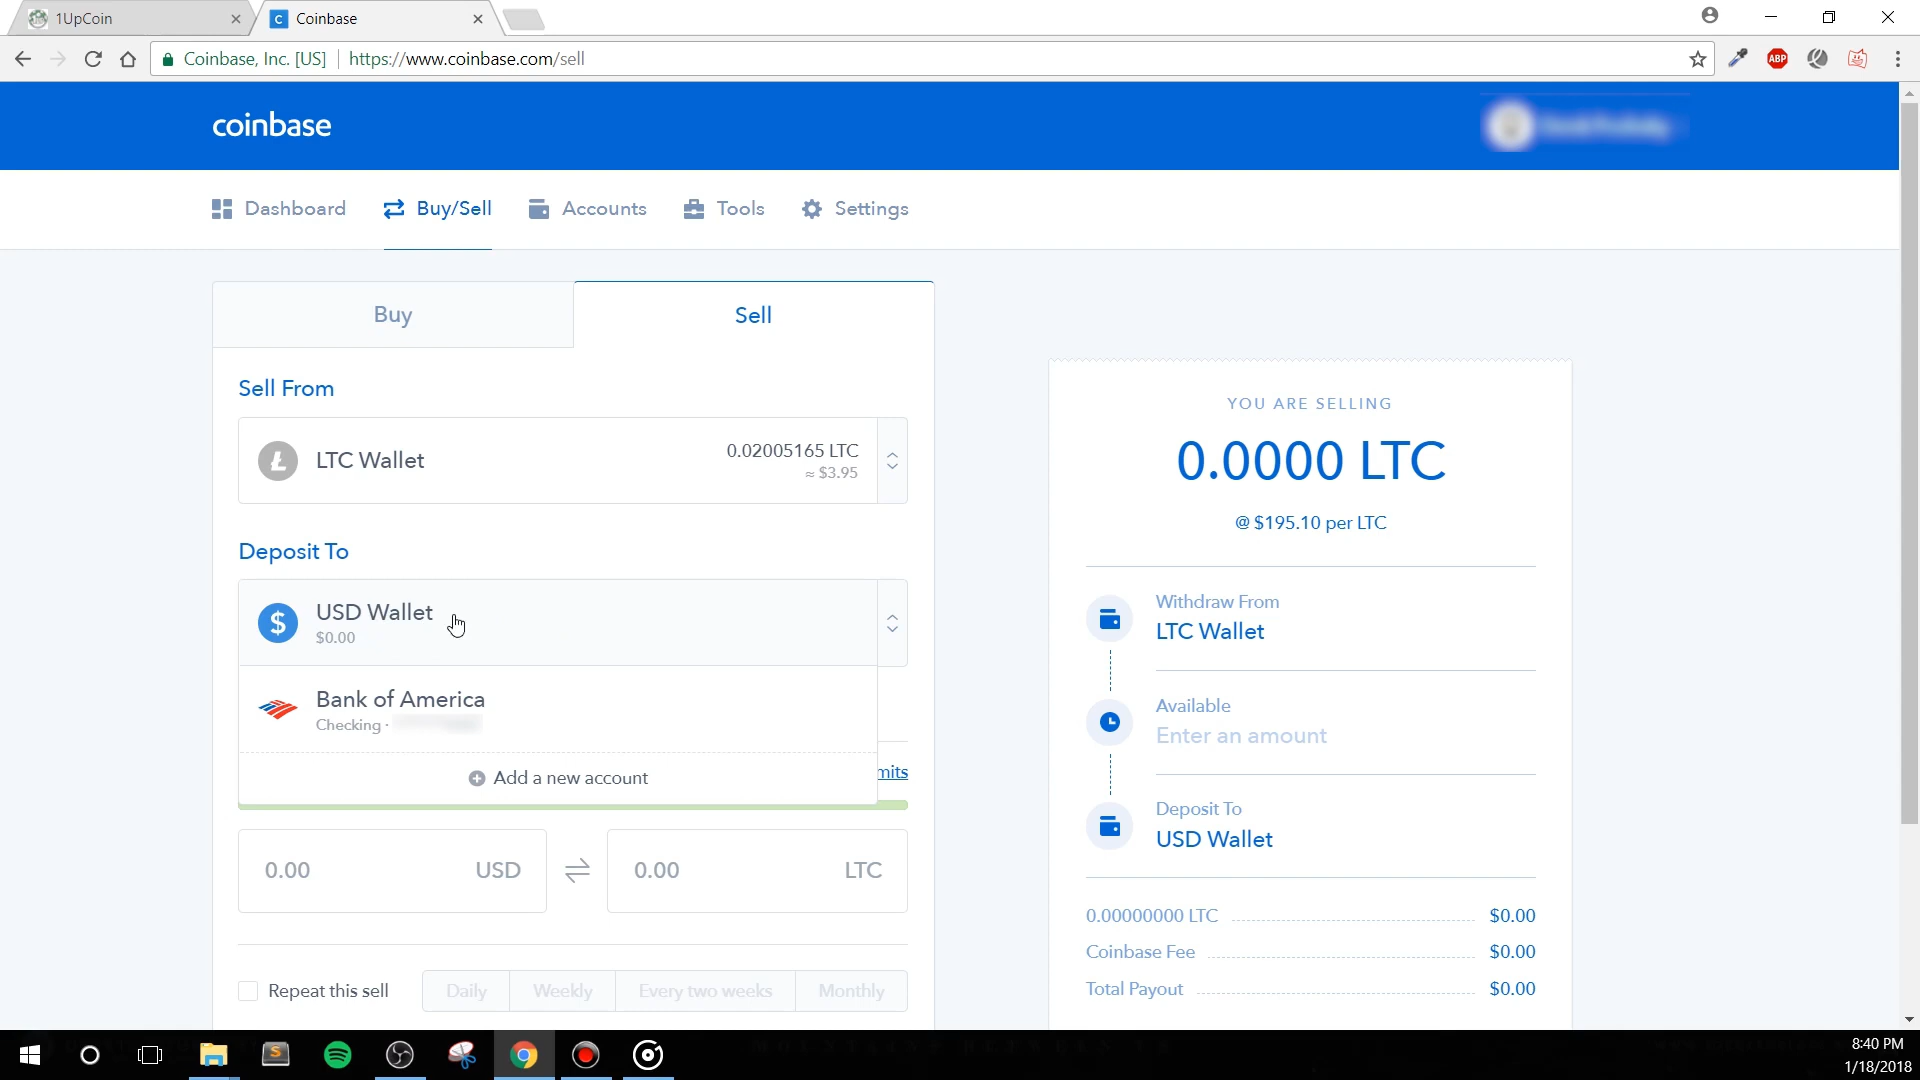 1UpCoin
Coinbase
Coinbase, Inc. [US]
https://www.coinbase.com/sell
ABP
coinbase
Dashboard
Buy/Sell
Accounts
Tools
Settings
Buy
Sell
Sell From
LTC Wallet
0.02005165 LTC
≈ $3.95
Deposit To
USD Wallet
$0.00
Bank of America
Checking ·
Add a new account
mits
0.00 USD
0.00 LTC
Repeat this sell
Daily
Weekly
Every two weeks
Monthly
YOU ARE SELLING
0.0000 LTC
@ $195.10 per LTC
Withdraw From
LTC Wallet
Available
Enter an amount
Deposit To
USD Wallet
0.00000000 LTC $0.00
Coinbase Fee $0.00
Total Payout $0.00
8:40 PM
1/18/2018